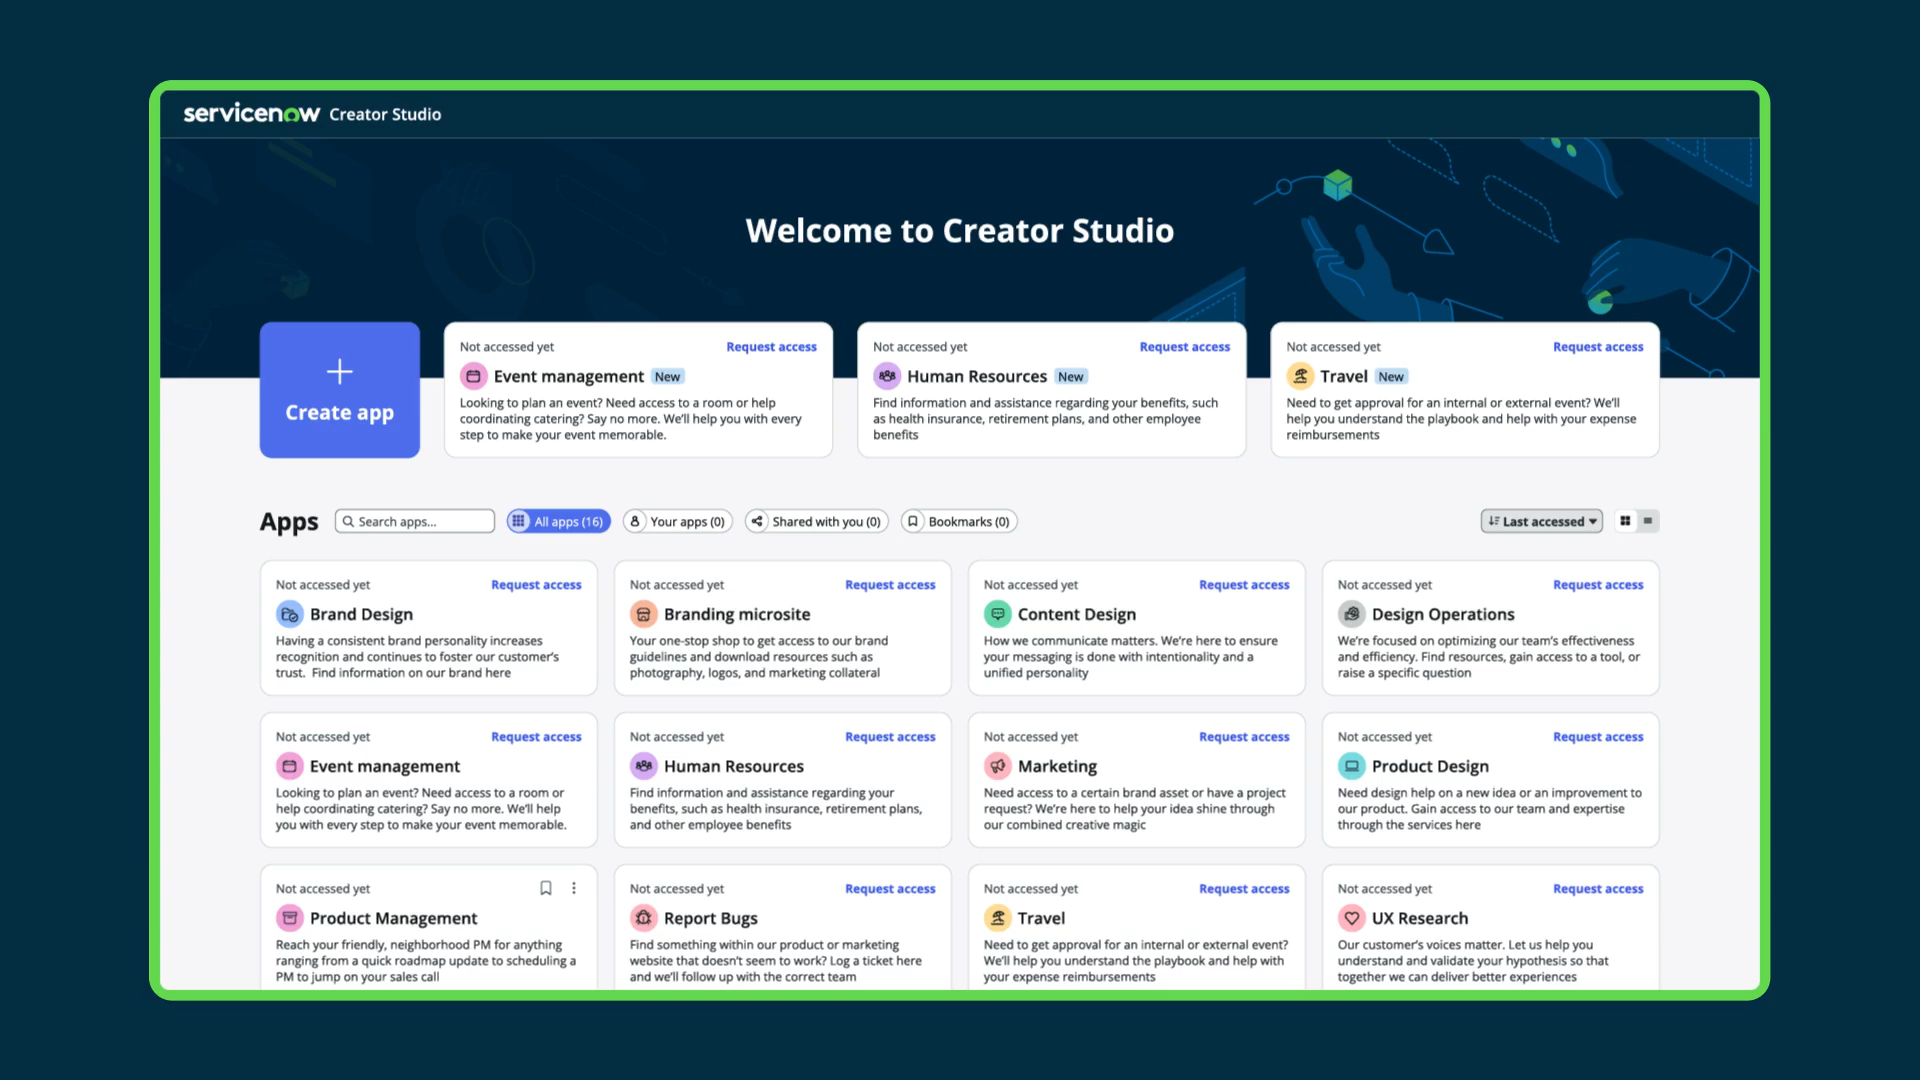 servicenow Creator Studio
Welcome to Creator Studio
Create app
Not accessed yet Request access
Event management New
Looking to plan an event? Need access to a room or help
coordinating catering? Say no more. We'll help you with every
step to make your event memorable.
Not accessed yet Request access
Human Resources New
Find information and assistance regarding your benefits, such
as health insurance, retirement plans, and other employee
benefits
Not accessed yet Request access
Travel New
Need to get approval for an internal or external event? We'll
help you understand the playbook and help with your expense
reimbursements
Apps Search apps... All apps (16) Your apps (0) Shared with you (0) Bookmarks (0) Last accessed
Not accessed yet Request access
Brand Design
Having a consistent brand personality increases
recognition and continues to foster our customer's
trust. Find information on our brand here
Not accessed yet Request access
Branding microsite
Your one-stop shop to get access to our brand
guidelines and download resources such as
photography, logos, and marketing collateral
Not accessed yet Request access
Content Design
How we communicate matters. We're here to ensure
your messaging is done with intentionality and a
unified personality
Not accessed yet Request access
Design Operations
We're focused on optimizing our team's effectiveness
and efficiency. Find resources, gain access to a tool, or
raise a specific question
Not accessed yet Request access
Event management
Looking to plan an event? Need access to a room or
help coordinating catering? Say no more. We'll help
you with every step to make your event memorable.
Not accessed yet Request access
Human Resources
Find information and assistance regarding your
benefits, such as health insurance, retirement plans,
and other employee benefits
Not accessed yet Request access
Marketing
Need access to a certain brand asset or have a project
request? We're here to help your idea shine through
our combined creative magic
Not accessed yet Request access
Product Design
Need design help on a new idea or an improvement to
our product. Gain access to our team and expertise
through the services here
Not accessed yet
Product Management
Reach your friendly, neighborhood PM for anything
ranging from a quick roadmap update to scheduling a
PM to jump on your sales call
Not accessed yet Request access
Report Bugs
Find something within our product or marketing
website that doesn't seem to work? Log a ticket here
and we'll follow up with the correct team
Not accessed yet Request access
Travel
Need to get approval for an internal or external event?
We'll help you understand the playbook and help with
your expense reimbursements
Not accessed yet Request access
UX Research
Our customer's voices matter. Let us help you
understand and validate your hypothesis so that
together we can deliver better experiences